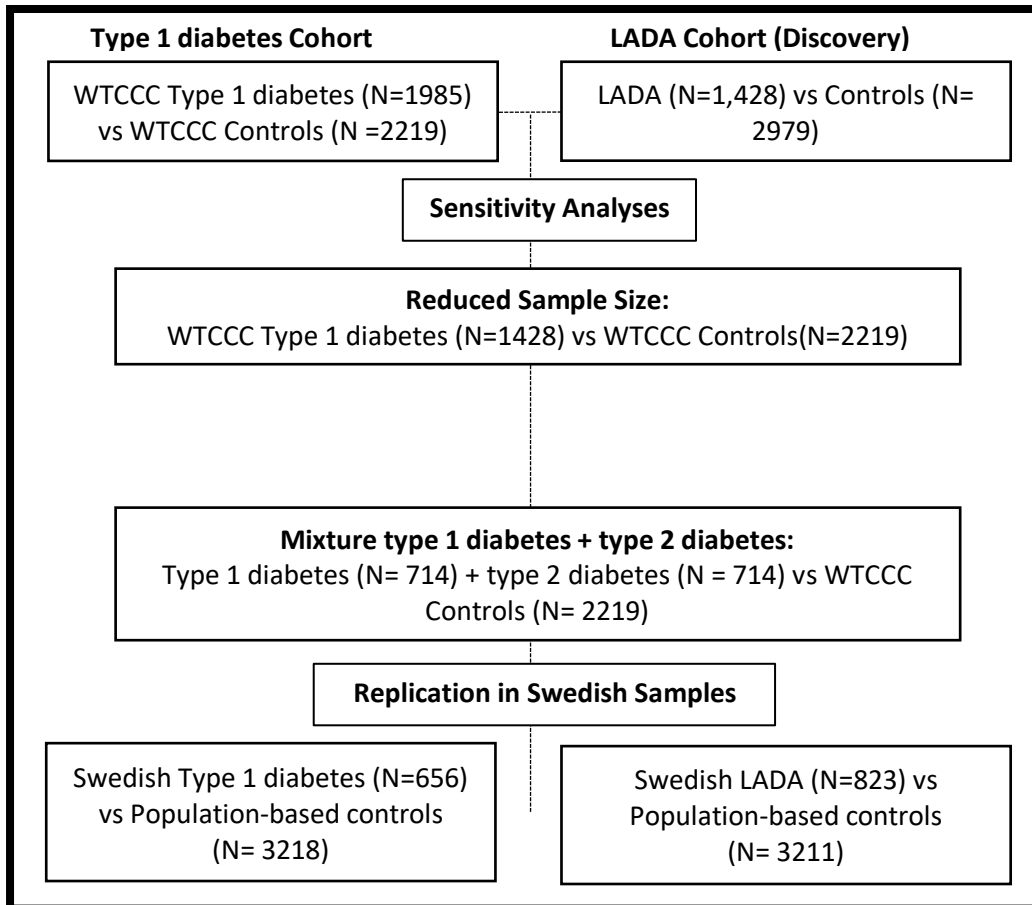 Type 1 diabetes Cohort
WTCCC Type 1 diabetes (N=1985)
vs WTCCC Controls (N =2219)
LADA Cohort (Discovery)
LADA (N=1,428) vs Controls (N=
2979)
Sensitivity Analyses
Reduced Sample Size:
WTCCC Type 1 diabetes (N=1428) vs WTCCC Controls(N=2219)
Mixture type 1 diabetes + type 2 diabetes:
Type 1 diabetes (N= 714) + type 2 diabetes (N = 714) vs WTCCC
Controls (N= 2219)
Replication in Swedish Samples
Swedish Type 1 diabetes (N=656)
vs Population-based controls
(N= 3218)
Swedish LADA (N=823) vs
Population-based controls
(N= 3211)